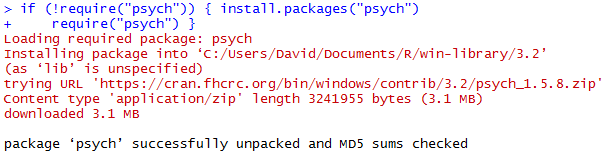 > if (!require("psych")) { install.packages("psych")
+     require("psych") }
Loading required package: psych
Installing package into ‘C:/Users/David/Documents/R/win-library/3.2’
(as ‘lib’ is unspecified)
trying URL 'https://cran.fhcrc.org/bin/windows/contrib/3.2/psych_1.5.8.zip'
Content type 'application/zip' length 3241955 bytes (3.1 MB)
downloaded 3.1 MB
package ‘psych’ successfully unpacked and MD5 sums checked